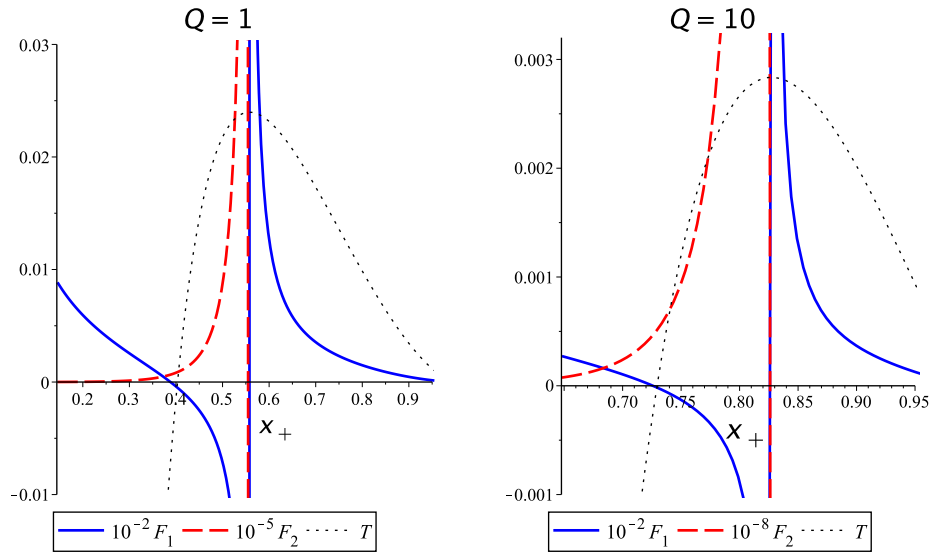 Q = 1
0.03
0.02
0.01
0
−0.01
0.2 0.3 0.4 0.5 0.6 0.7 0.8 0.9
x+
10⁻² F₁ 10⁻⁵ F₂ T
Q = 10
0.003
0.002
0.001
0
−0.001
0.70 0.75 0.80 0.85 0.90 0.95
x+
10⁻² F₁ 10⁻⁸ F₂ T